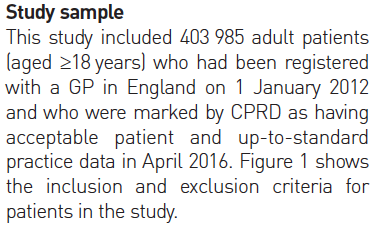 Study sample
This study included 403 985 adult patients
(aged ≥18 years) who had been registered
with a GP in England on 1 January 2012
and who were marked by CPRD as having
acceptable patient and up-to-standard
practice data in April 2016. Figure 1 shows
the inclusion and exclusion criteria for
patients in the study.